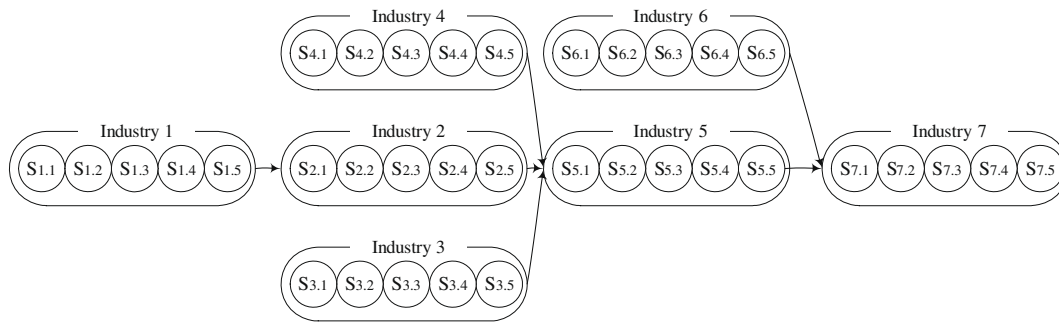 Industry 4
S4.1 S4.2 S4.3 S4.4 S4.5
Industry 6
S6.1 S6.2 S6.3 S6.4 S6.5
Industry 1
S1.1 S1.2 S1.3 S1.4 S1.5
Industry 2
S2.1 S2.2 S2.3 S2.4 S2.5
Industry 5
S5.1 S5.2 S5.3 S5.4 S5.5
Industry 7
S7.1 S7.2 S7.3 S7.4 S7.5
Industry 3
S3.1 S3.2 S3.3 S3.4 S3.5